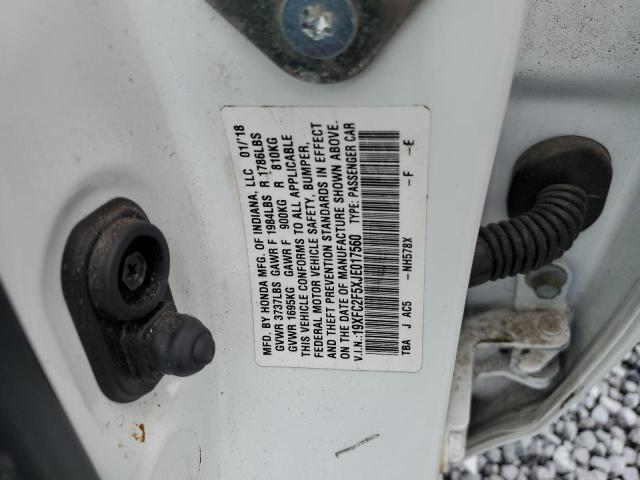 MFD. BY HONDA MFG. OF INDIANA, LLC 01/18
GVWR 3737LBS GAWR F 1984LBS R 1786LBS
GVWR 1695KG GAWR F 900KG R 810KG
THIS VEHICLE CONFORMS TO ALL APPLICABLE
FEDERAL MOTOR VEHICLE SAFETY, BUMPER,
AND THEFT PREVENTION STANDARDS IN EFFECT
ON THE DATE OF MANUFACTURE SHOWN ABOVE.
V.I.N.:19XFC2F5XJE017560 TYPE: PASSENGER CAR
TBA J AC5 –NH578X –F –E